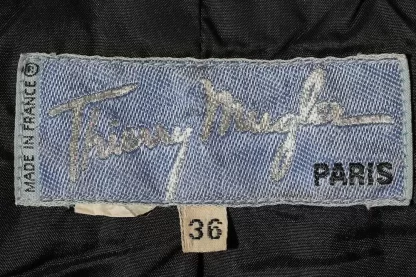 MADE IN FRANCE ®
Thierry Mugler
PARIS
36